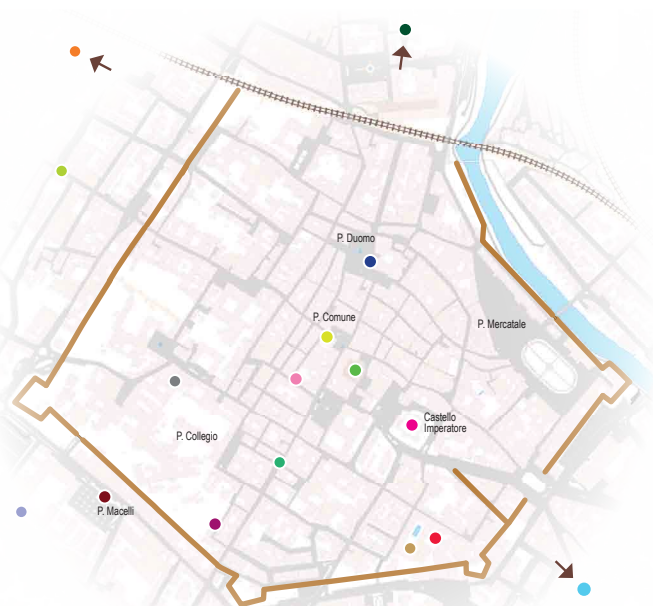 P. Duomo
P. Comune
P. Mercatale
Castello
Imperatore
P. Collegio
P. Macelli